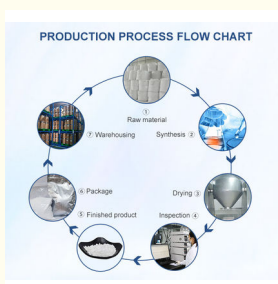 PRODUCTION PROCESS FLOW CHART
① Raw material
Synthesis ②
Drying ③
Inspection ④
⑤ Finished product
⑥ Package
⑦ Warehousing